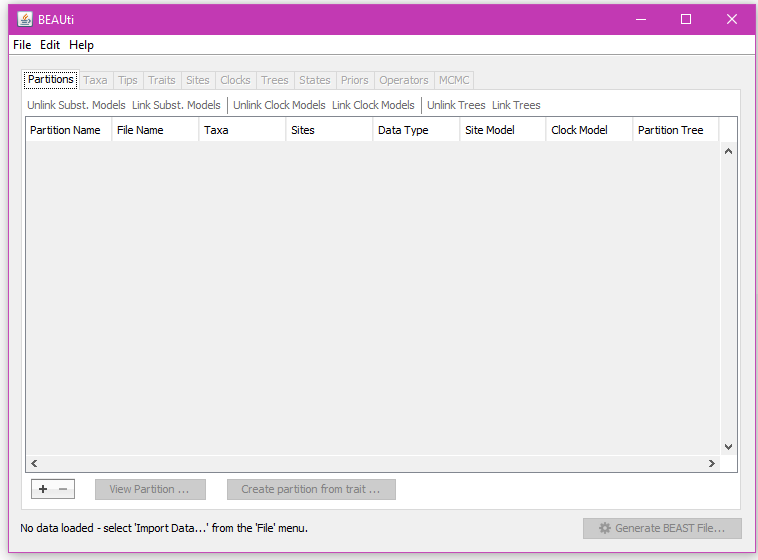 BEAUti
File Edit Help
Partitions Taxa Tips Traits Sites Clocks Trees States Priors Operators MCMC
Unlink Subst. Models Link Subst. Models Unlink Clock Models Link Clock Models Unlink Trees Link Trees
Partition Name File Name Taxa Sites Data Type Site Model Clock Model Partition Tree
+ − View Partition ... Create partition from trait ...
No data loaded - select 'Import Data...' from the 'File' menu. Generate BEAST File...